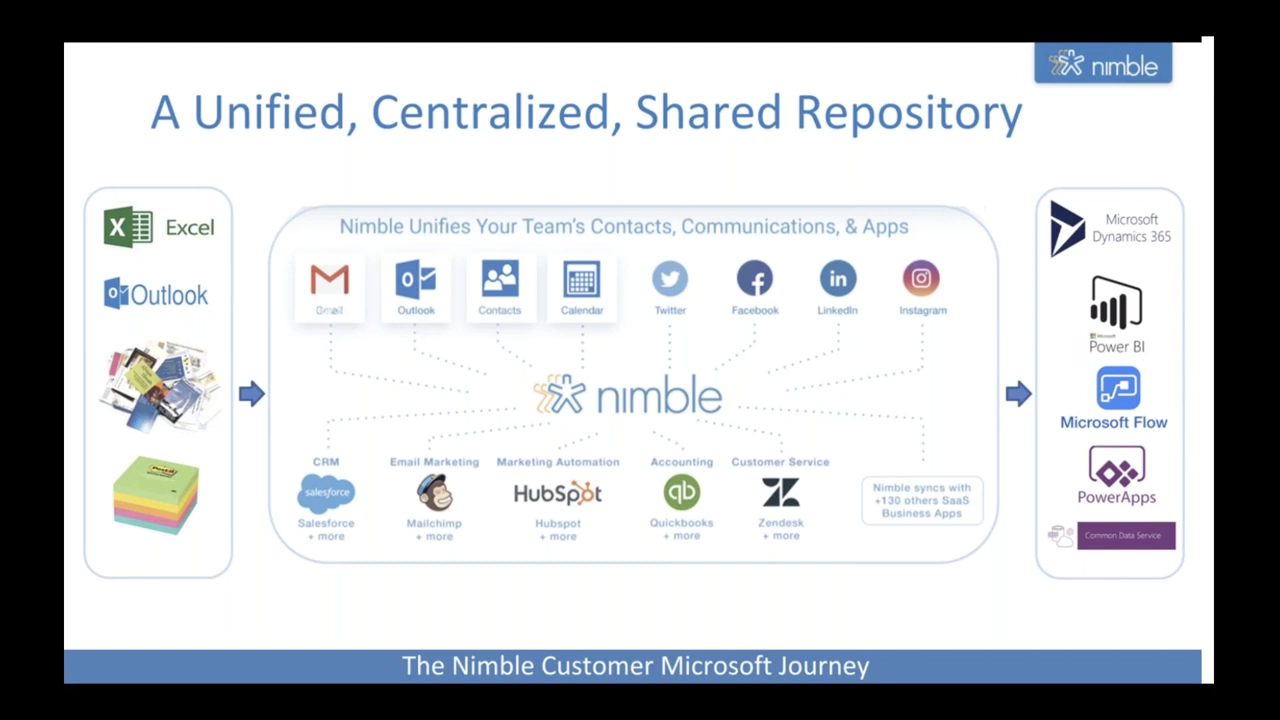 nimble
A Unified, Centralized, Shared Repository
Excel
Outlook
Nimble Unifies Your Team's Contacts, Communications, & Apps
Gmail
Outlook
Contacts
Calendar
Twitter
Facebook
LinkedIn
Instagram
nimble
CRM
Email Marketing
Marketing Automation
Accounting
Customer Service
salesforce
HubSpot
qb
Salesforce
+ more
Mailchimp
+ more
Hubspot
+ more
Quickbooks
+ more
Zendesk
+ more
Nimble syncs with
+130 others SaaS
Business Apps
Microsoft
Dynamics 365
Microsoft
Power BI
Microsoft Flow
PowerApps
Common Data Service
The Nimble Customer Microsoft Journey